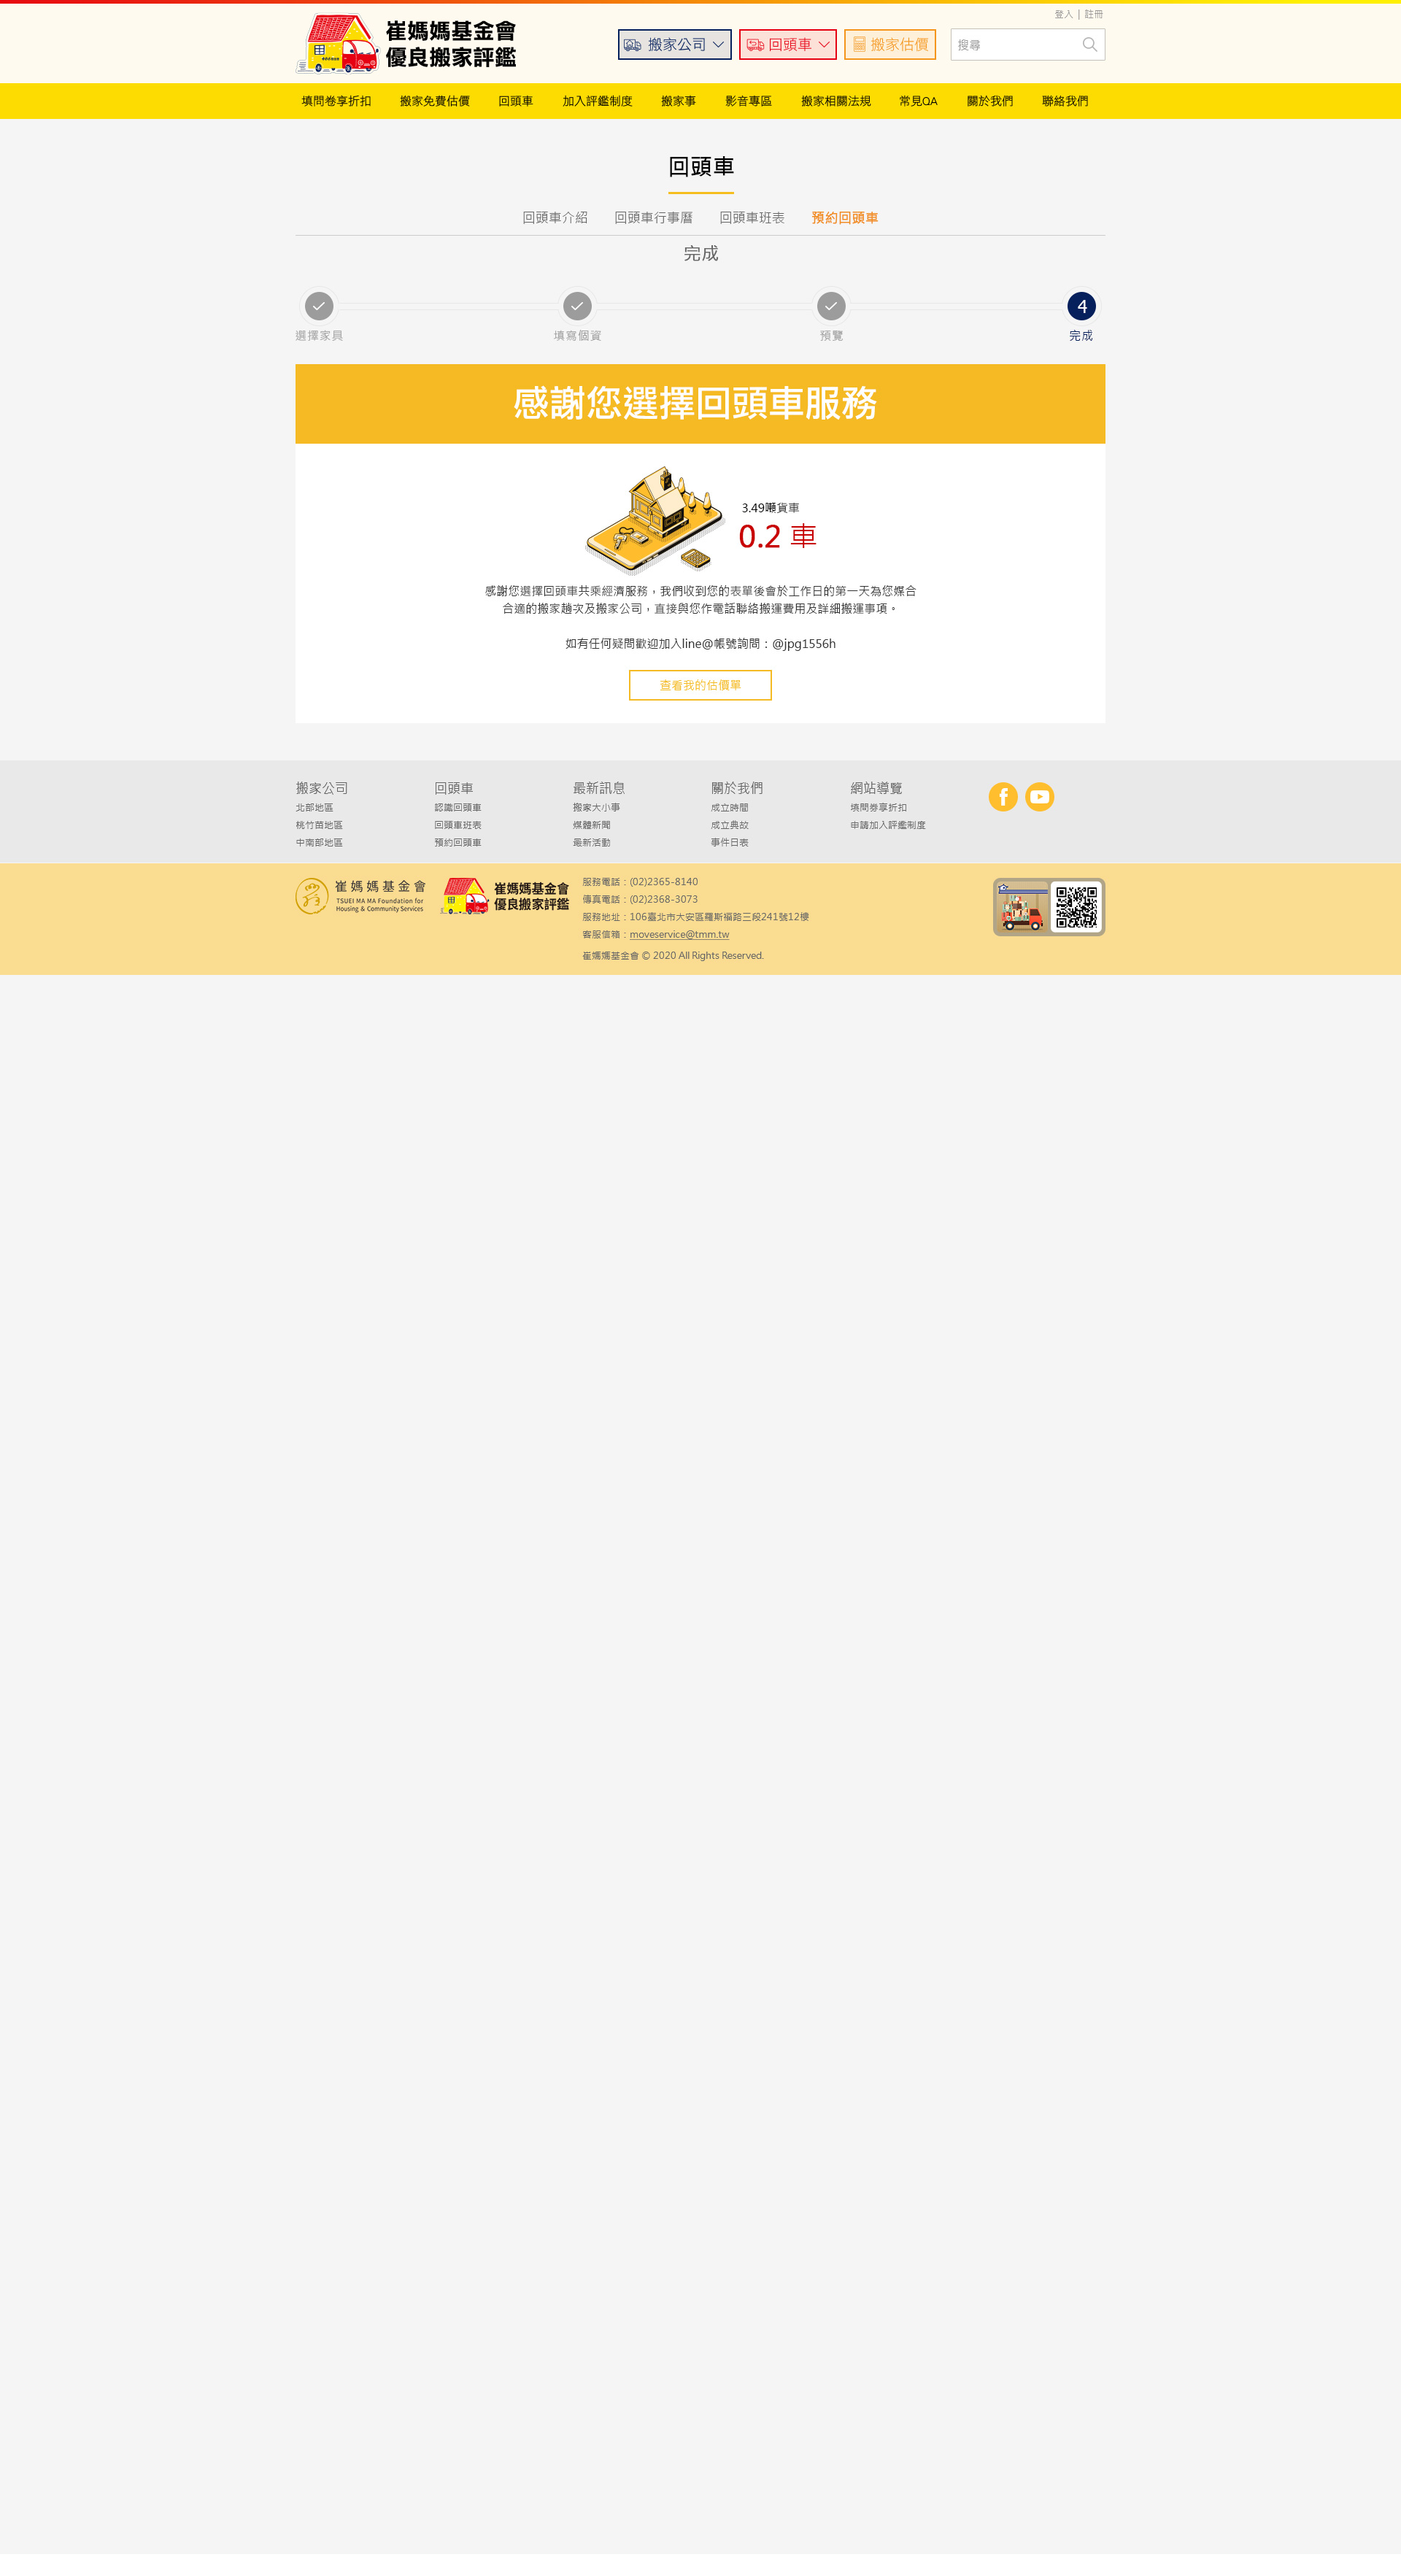 登入 | 註冊
崔媽媽基金會
優良搬家評鑑
搬家公司
回頭車
搬家估價
搜尋
填問卷享折扣 搬家免費估價 回頭車 加入評鑑制度 搬家事 影音專區 搬家相關法規 常見QA 關於我們 聯絡我們
回頭車
回頭車介紹 回頭車行事曆 回頭車班表 預約回頭車
完成
4
選擇家具 填寫個資 預覽 完成
感謝您選擇回頭車服務
3.49噸貨車
0.2 車
感謝您選擇回頭車共乘經濟服務，我們收到您的表單後會於工作日的第一天為您媒合
合適的搬家趟次及搬家公司，直接與您作電話聯絡搬運費用及詳細搬運事項。
如有任何疑問歡迎加入line@帳號詢問：@jpg1556h
查看我的估價單
搬家公司
北部地區
桃竹苗地區
中南部地區
回頭車
認識回頭車
回頭車班表
預約回頭車
最新訊息
搬家大小事
媒體新聞
最新活動
關於我們
成立時間
成立典故
事件日表
網站導覽
填問券享折扣
申請加入評鑑制度
崔媽媽基金會
TSUEI MA MA Foundation for
Housing & Community Services
崔媽媽基金會
優良搬家評鑑
服務電話：(02)2365-8140
傳真電話：(02)2368-3073
服務地址：106臺北市大安區羅斯福路三段241號12樓
客服信箱：moveservice@tmm.tw
崔媽媽基金會 © 2020 All Rights Reserved.